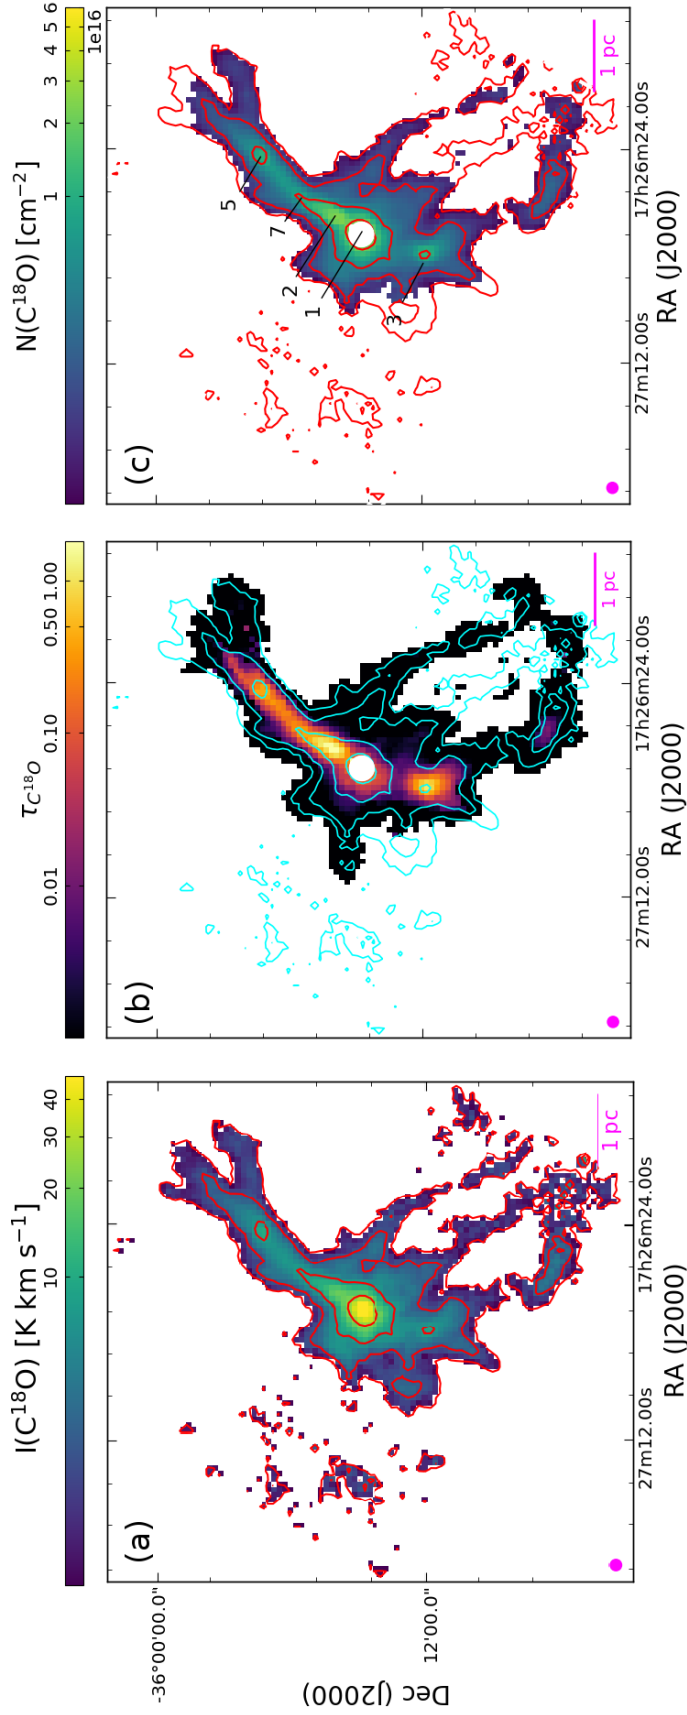 I(C¹⁸O) [K km s⁻¹]
10 20 30 40
(a)
-36°00'00.0"
12'00.0"
Dec (J2000)
27m12.00s 17h26m24.00s
RA (J2000)
1 pc
τC¹⁸O
0.01 0.10 0.50 1.00
(b)
27m12.00s 17h26m24.00s
RA (J2000)
1 pc
N(C¹⁸O) [cm⁻²]
1 2 3 4 5 6
1e16
(c)
5
7
2
1
3
27m12.00s 17h26m24.00s
RA (J2000)
1 pc